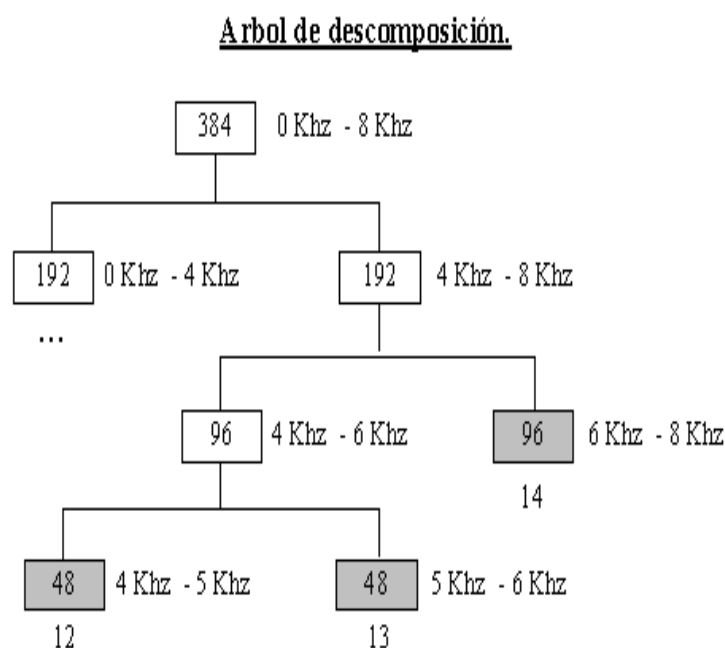 Arbol de descomposición.
384 0 Khz - 8 Khz
192 0 Khz - 4 Khz 192 4 Khz - 8 Khz
...
96 4 Khz - 6 Khz 96 6 Khz - 8 Khz
14
48 4 Khz - 5 Khz 48 5 Khz - 6 Khz
12 13